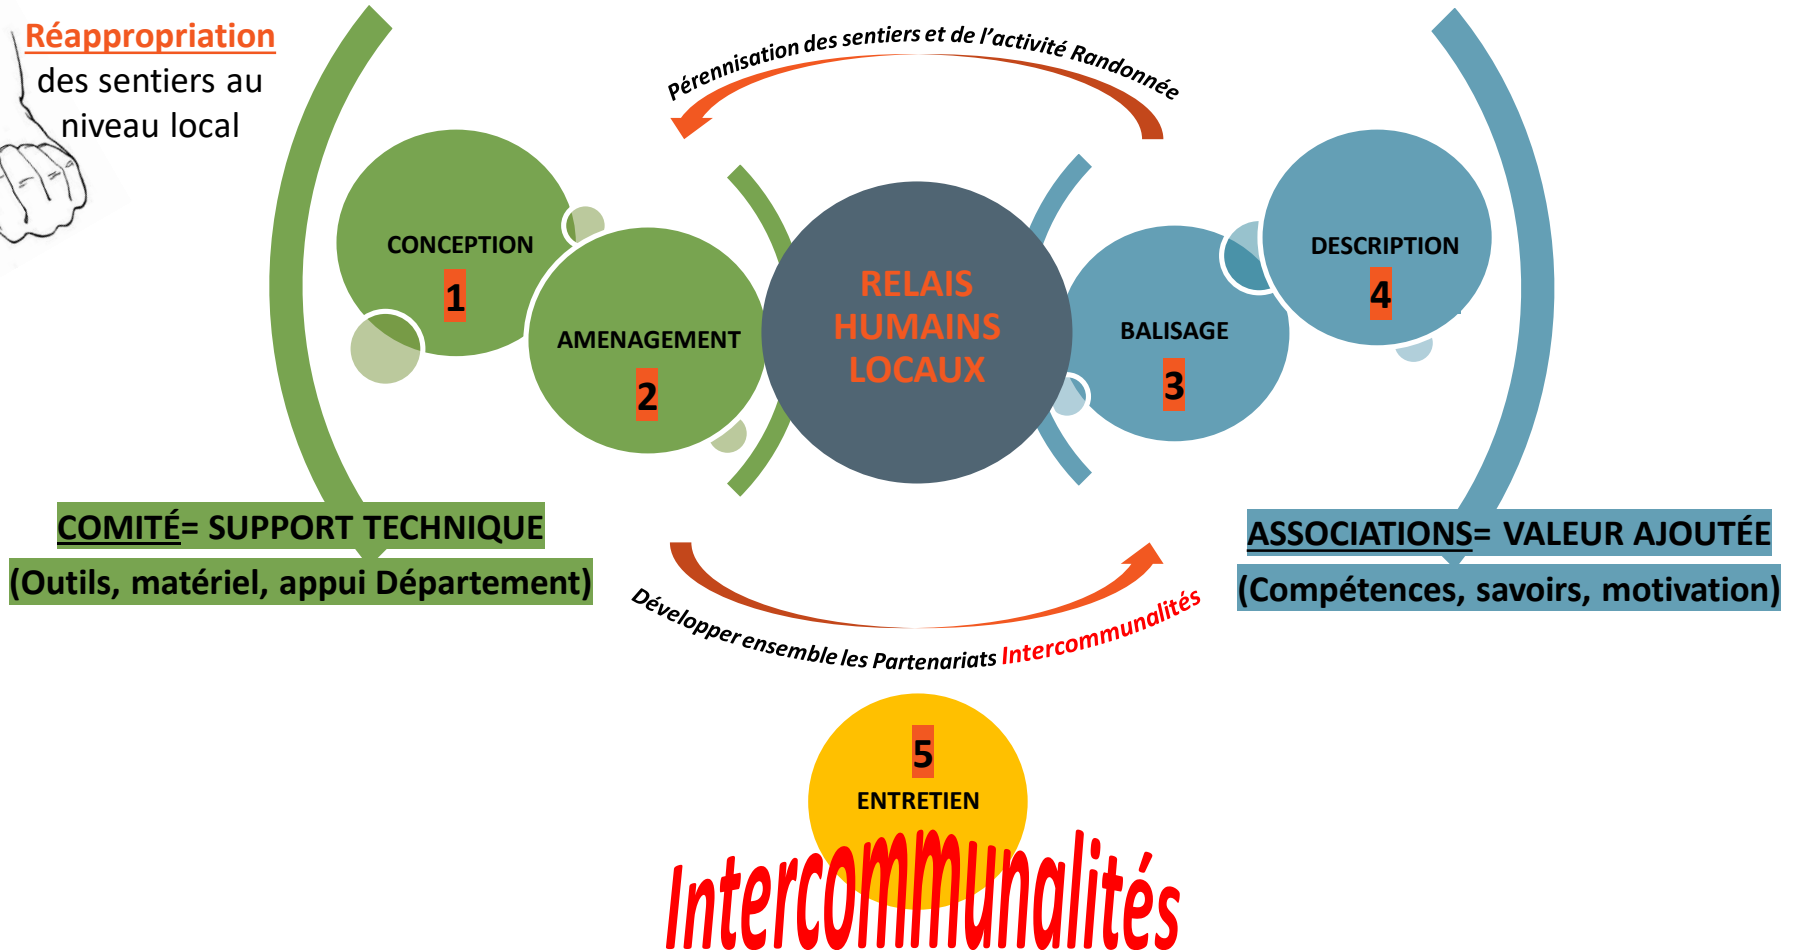 Réappropriation
des sentiers au
niveau local
Pérennisation des sentiers et de l'activité Randonnée
CONCEPTION
1
AMENAGEMENT
2
RELAIS
HUMAINS
LOCAUX
BALISAGE
3
DESCRIPTION
4
COMITÉ= SUPPORT TECHNIQUE
(Outils, matériel, appui Département)
ASSOCIATIONS= VALEUR AJOUTÉE
(Compétences, savoirs, motivation)
Développer ensemble les Partenariats Intercommunalités
5
ENTRETIEN
Intercommunalités